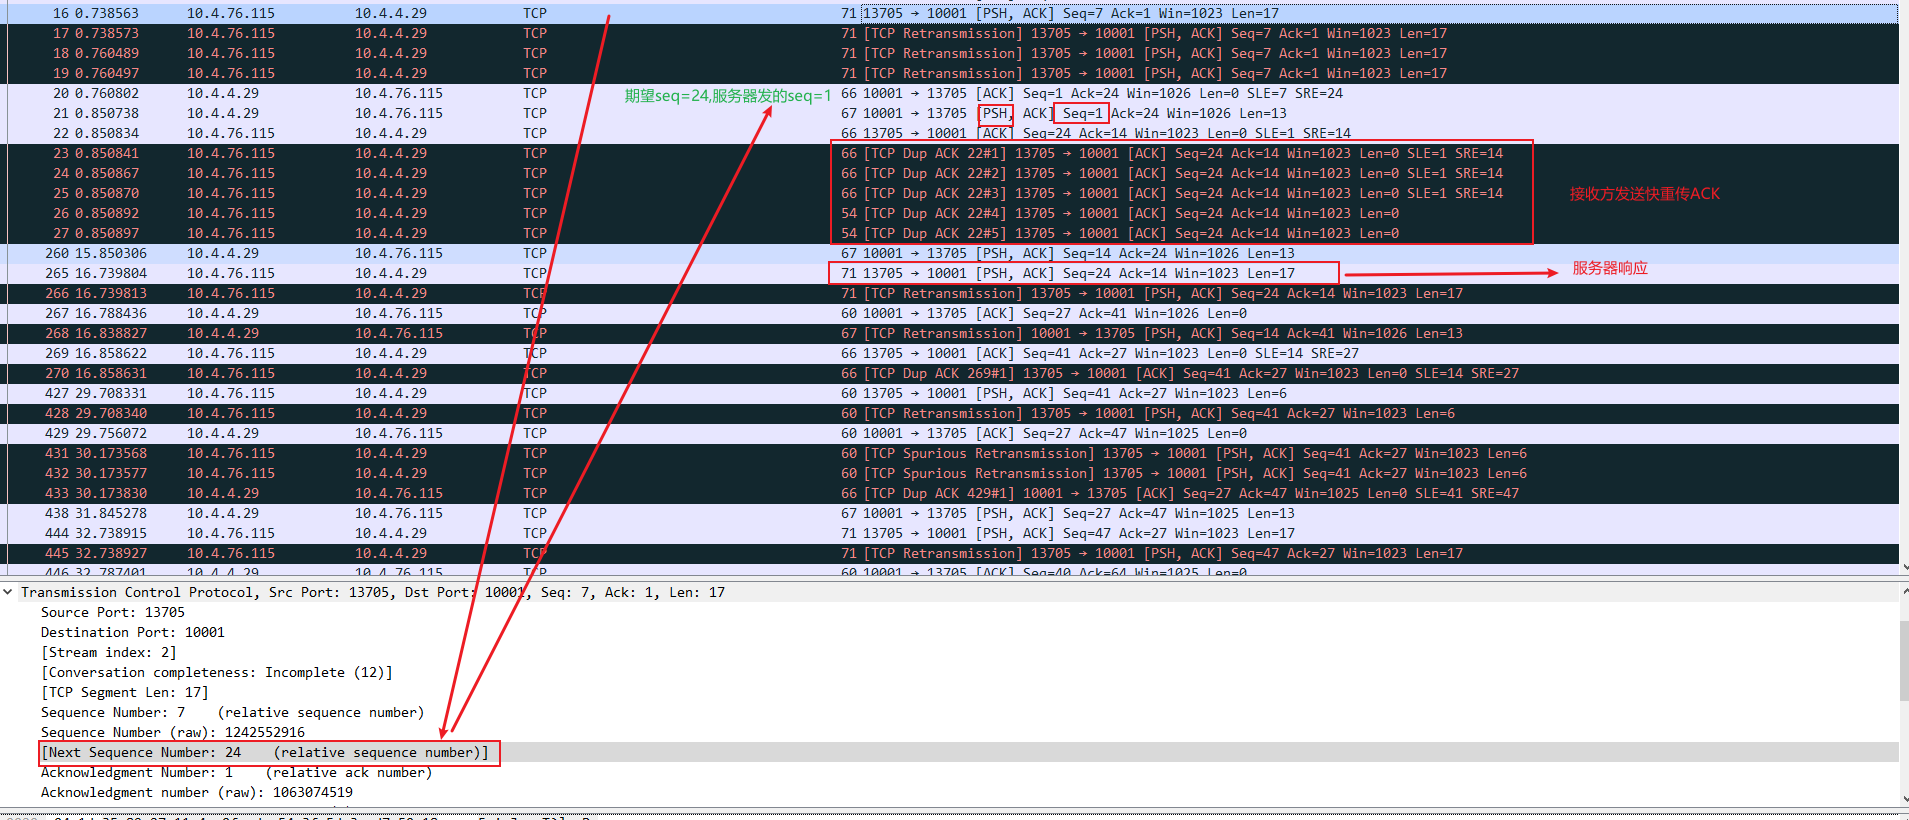 16 0.738563 10.4.76.115 10.4.4.29 TCP 71 13705 → 10001 [PSH, ACK] Seq=7 Ack=1 Win=1023 Len=17
17 0.738573 10.4.76.115 10.4.4.29 TCP 71 [TCP Retransmission] 13705 → 10001 [PSH, ACK] Seq=7 Ack=1 Win=1023 Len=17
18 0.760489 10.4.76.115 10.4.4.29 TCP 71 [TCP Retransmission] 13705 → 10001 [PSH, ACK] Seq=7 Ack=1 Win=1023 Len=17
19 0.760497 10.4.76.115 10.4.4.29 TCP 71 [TCP Retransmission] 13705 → 10001 [PSH, ACK] Seq=7 Ack=1 Win=1023 Len=17
20 0.760802 10.4.4.29 10.4.76.115 TCP 66 10001 → 13705 [ACK] Seq=1 Ack=24 Win=1026 Len=0 SLE=7 SRE=24
期望seq=24,服务器发的seq=1
21 0.850738 10.4.4.29 10.4.76.115 TCP 67 10001 → 13705 [PSH, ACK] Seq=1 Ack=24 Win=1026 Len=13
22 0.850834 10.4.76.115 10.4.4.29 TCP 66 13705 → 10001 [ACK] Seq=24 Ack=14 Win=1023 Len=0 SLE=1 SRE=14
23 0.850841 10.4.76.115 10.4.4.29 TCP 66 [TCP Dup ACK 22#1] 13705 → 10001 [ACK] Seq=24 Ack=14 Win=1023 Len=0 SLE=1 SRE=14
24 0.850867 10.4.76.115 10.4.4.29 TCP 66 [TCP Dup ACK 22#2] 13705 → 10001 [ACK] Seq=24 Ack=14 Win=1023 Len=0 SLE=1 SRE=14
25 0.850870 10.4.76.115 10.4.4.29 TCP 66 [TCP Dup ACK 22#3] 13705 → 10001 [ACK] Seq=24 Ack=14 Win=1023 Len=0 SLE=1 SRE=14
接收方发送快重传ACK
26 0.850892 10.4.76.115 10.4.4.29 TCP 54 [TCP Dup ACK 22#4] 13705 → 10001 [ACK] Seq=24 Ack=14 Win=1023 Len=0
27 0.850897 10.4.76.115 10.4.4.29 TCP 54 [TCP Dup ACK 22#5] 13705 → 10001 [ACK] Seq=24 Ack=14 Win=1023 Len=0
260 15.850306 10.4.4.29 10.4.76.115 TCP 67 10001 → 13705 [PSH, ACK] Seq=14 Ack=24 Win=1026 Len=13
265 16.739804 10.4.76.115 10.4.4.29 TCP 71 13705 → 10001 [PSH, ACK] Seq=24 Ack=14 Win=1023 Len=17
服务器响应
266 16.739813 10.4.76.115 10.4.4.29 TCP 71 [TCP Retransmission] 13705 → 10001 [PSH, ACK] Seq=24 Ack=14 Win=1023 Len=17
267 16.788436 10.4.4.29 10.4.76.115 TCP 60 10001 → 13705 [ACK] Seq=27 Ack=41 Win=1026 Len=0
268 16.838827 10.4.4.29 10.4.76.115 TCP 67 [TCP Retransmission] 10001 → 13705 [PSH, ACK] Seq=14 Ack=41 Win=1026 Len=13
269 16.858622 10.4.76.115 10.4.4.29 TCP 66 13705 → 10001 [ACK] Seq=41 Ack=27 Win=1023 Len=0 SLE=14 SRE=27
270 16.858631 10.4.76.115 10.4.4.29 TCP 66 [TCP Dup ACK 269#1] 13705 → 10001 [ACK] Seq=41 Ack=27 Win=1023 Len=0 SLE=14 SRE=27
427 29.708331 10.4.76.115 10.4.4.29 TCP 60 13705 → 10001 [PSH, ACK] Seq=41 Ack=27 Win=1023 Len=6
428 29.708340 10.4.76.115 10.4.4.29 TCP 60 [TCP Retransmission] 13705 → 10001 [PSH, ACK] Seq=41 Ack=27 Win=1023 Len=6
429 29.756072 10.4.4.29 10.4.76.115 TCP 60 10001 → 13705 [ACK] Seq=27 Ack=47 Win=1025 Len=0
431 30.173568 10.4.76.115 10.4.4.29 TCP 60 [TCP Spurious Retransmission] 13705 → 10001 [PSH, ACK] Seq=41 Ack=27 Win=1023 Len=6
432 30.173577 10.4.76.115 10.4.4.29 TCP 60 [TCP Spurious Retransmission] 13705 → 10001 [PSH, ACK] Seq=41 Ack=27 Win=1023 Len=6
433 30.173830 10.4.4.29 10.4.76.115 TCP 66 [TCP Dup ACK 429#1] 10001 → 13705 [ACK] Seq=27 Ack=47 Win=1025 Len=0 SLE=41 SRE=47
438 31.845278 10.4.4.29 10.4.76.115 TCP 67 10001 → 13705 [PSH, ACK] Seq=27 Ack=47 Win=1025 Len=13
444 32.738915 10.4.76.115 10.4.4.29 TCP 71 13705 → 10001 [PSH, ACK] Seq=47 Ack=27 Win=1023 Len=17
445 32.738927 10.4.76.115 10.4.4.29 TCP 71 [TCP Retransmission] 13705 → 10001 [PSH, ACK] Seq=47 Ack=27 Win=1023 Len=17
446 32.787401 10.4.4.29 10.4.76.115 TCP 60 10001 → 13705 [ACK] Seq=40 Ack=64 Win=1025 Len=0
Transmission Control Protocol, Src Port: 13705, Dst Port: 10001, Seq: 7, Ack: 1, Len: 17
Source Port: 13705
Destination Port: 10001
[Stream index: 2]
[Conversation completeness: Incomplete (12)]
[TCP Segment Len: 17]
Sequence Number: 7 (relative sequence number)
Sequence Number (raw): 1242552916
[Next Sequence Number: 24 (relative sequence number)]
Acknowledgment Number: 1 (relative ack number)
Acknowledgment number (raw): 1063074519